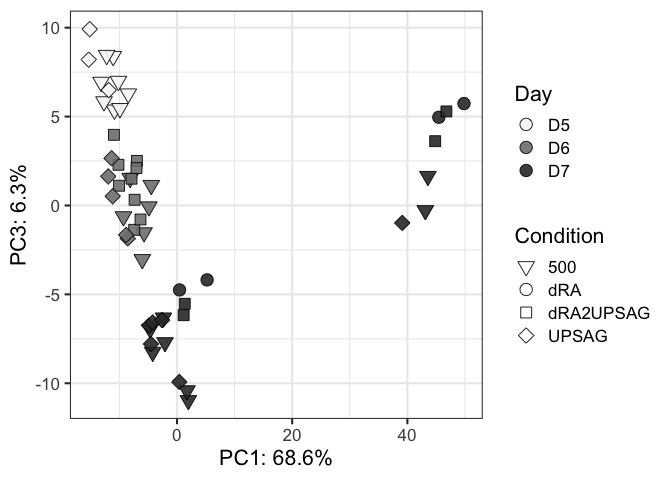 10
5
0
-5
-10
PC3: 6.3%
0
20
40
PC1: 68.6%
Day
D5
D6
D7
Condition
500
dRA
dRA2UPSAG
UPSAG